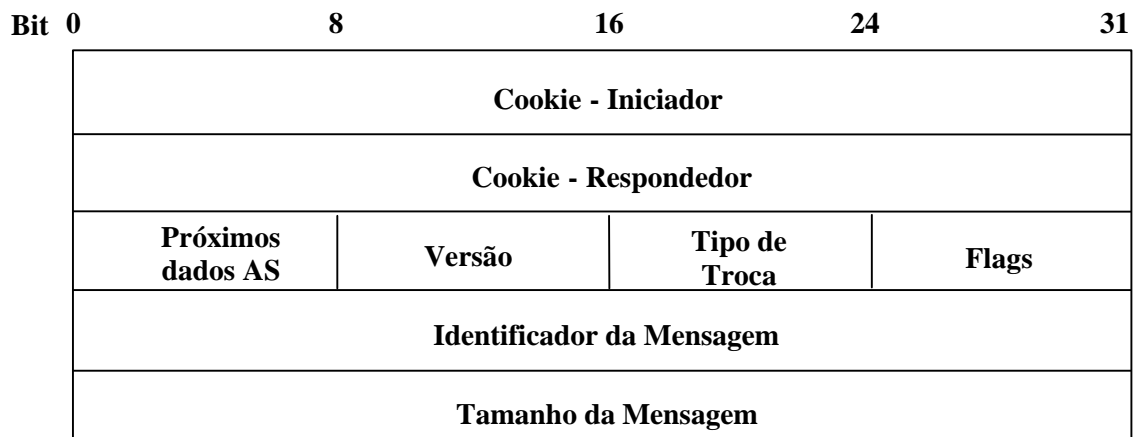 Bit 0 8 16 24 31
Cookie - Iniciador
Cookie - Respondedor
Próximos
dados AS
Versão
Tipo de
Troca
Flags
Identificador da Mensagem
Tamanho da Mensagem